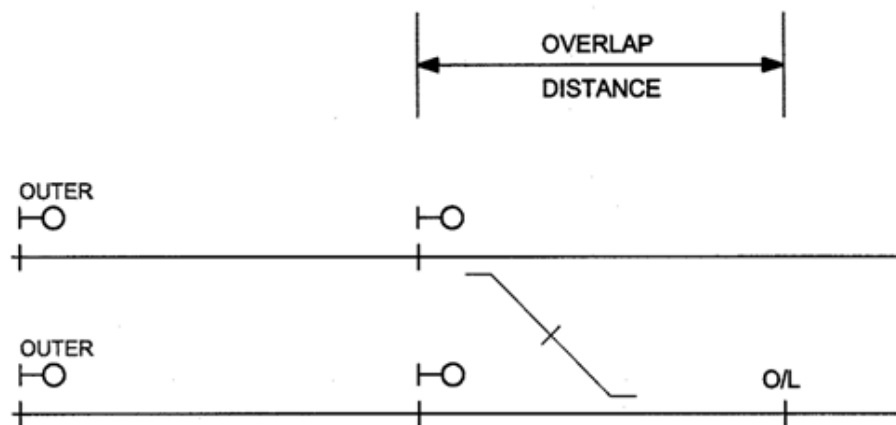 OVERLAP
DISTANCE
OUTER
OUTER
O/L